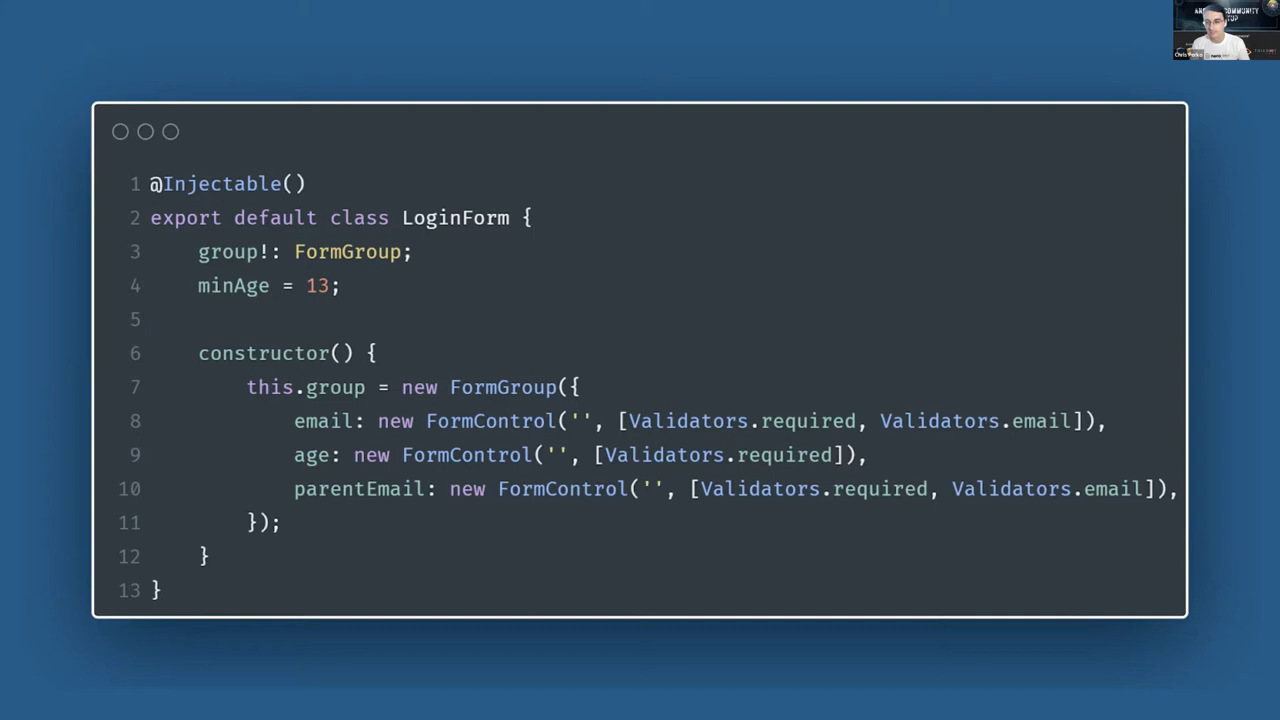 1 @Injectable()
2 export default class LoginForm {
3 group!: FormGroup;
4 minAge = 13;
5
6 constructor() {
7 this.group = new FormGroup({
8 email: new FormControl('', [Validators.required, Validators.email]),
9 age: new FormControl('', [Validators.required]),
10 parentEmail: new FormControl('', [Validators.required, Validators.email]),
11 });
12 }
13 }
COMMUNITY
Chris